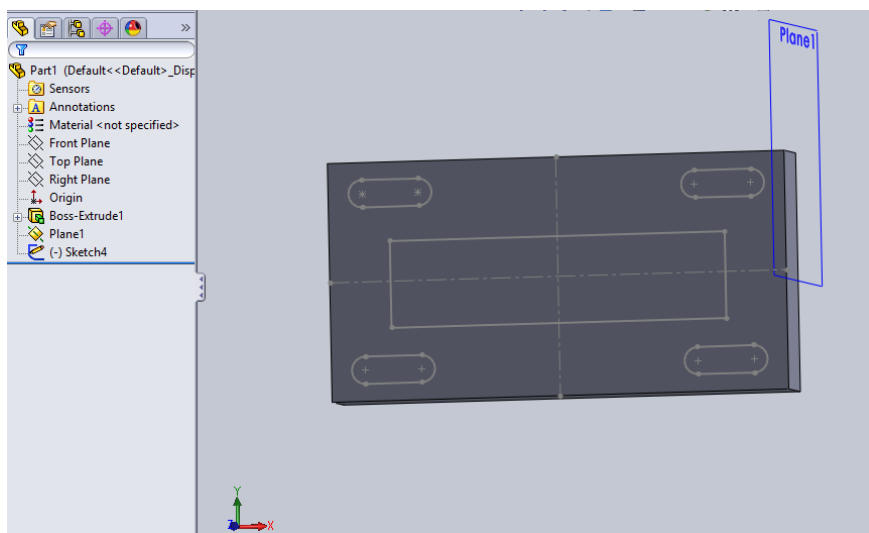 Part1 (Default<<Default>_Disp
Sensors
Annotations
Material <not specified>
Front Plane
Top Plane
Right Plane
Origin
Boss-Extrude1
Plane1
(-) Sketch4
Plane1
Y
Z
X